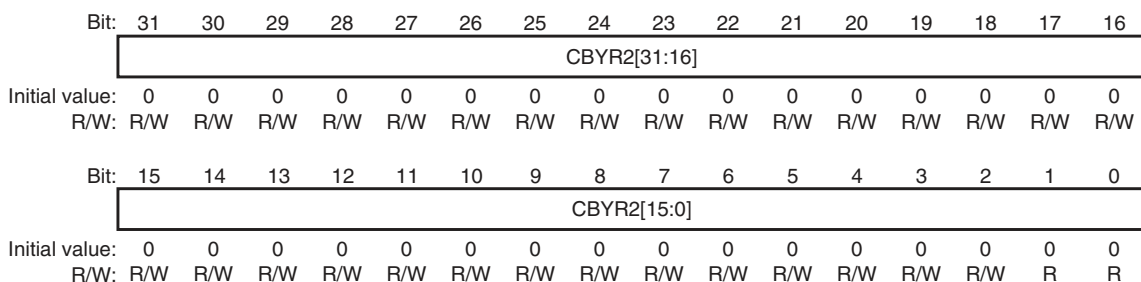 Bit: 31 30 29 28 27 26 25 24 23 22 21 20 19 18 17 16
CBYR2[31:16]
Initial value: 0 0 0 0 0 0 0 0 0 0 0 0 0 0 0 0
R/W: R/W R/W R/W R/W R/W R/W R/W R/W R/W R/W R/W R/W R/W R/W R/W R/W
Bit: 15 14 13 12 11 10 9 8 7 6 5 4 3 2 1 0
CBYR2[15:0]
Initial value: 0 0 0 0 0 0 0 0 0 0 0 0 0 0 0 0
R/W: R/W R/W R/W R/W R/W R/W R/W R/W R/W R/W R/W R/W R/W R/W R R